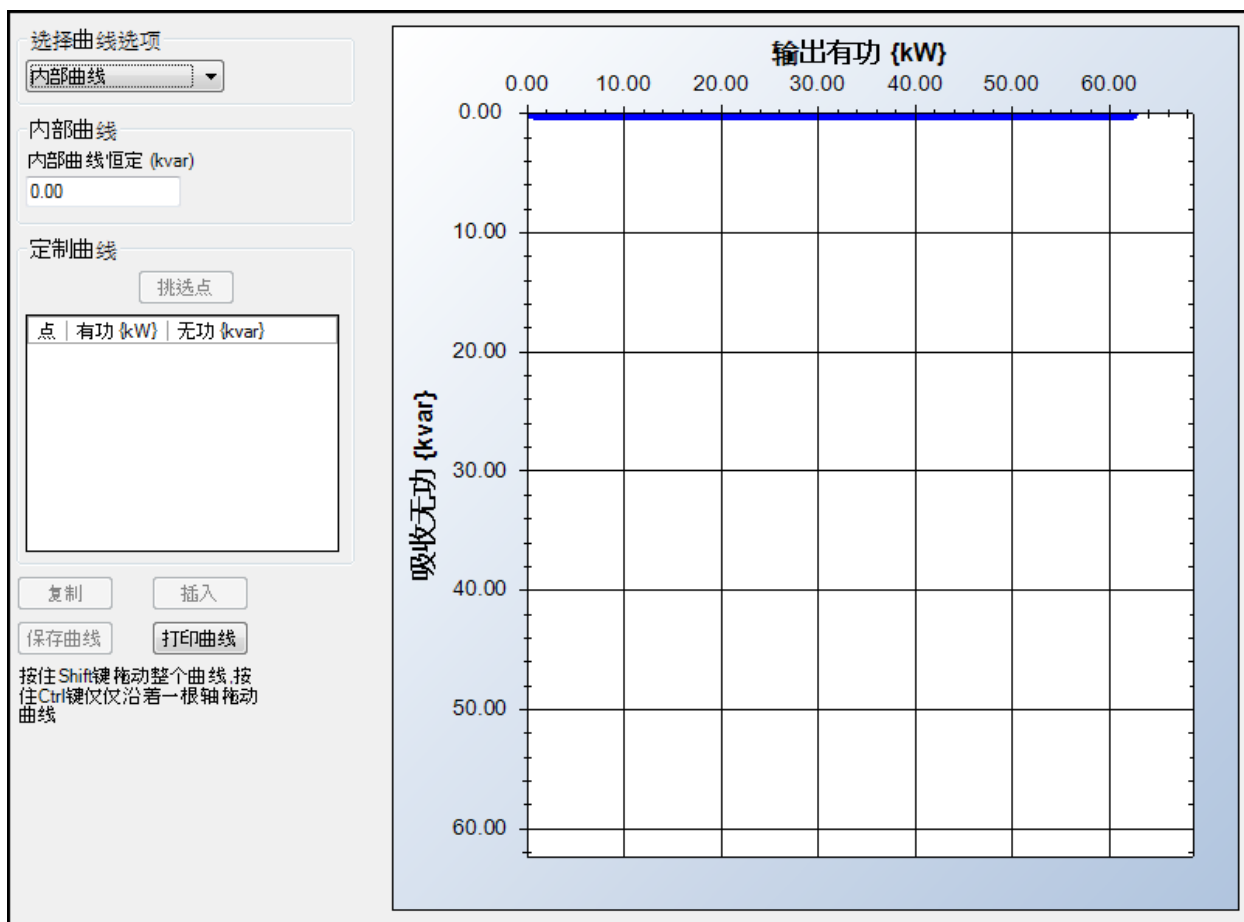 选择曲线选项
内部曲线
内部曲线
内部曲线恒定 (kvar)
0.00
定制曲线
挑选点
点 有功 {kW} 无功 {kvar}
复制 插入
保存曲线 打印曲线
按住Shift键拖动整个曲线,按
住Ctrl键仅仅沿着一根轴拖动
曲线
输出有功 {kW}
0.00 10.00 20.00 30.00 40.00 50.00 60.00
吸收无功 {kvar}
0.00
10.00
20.00
30.00
40.00
50.00
60.00